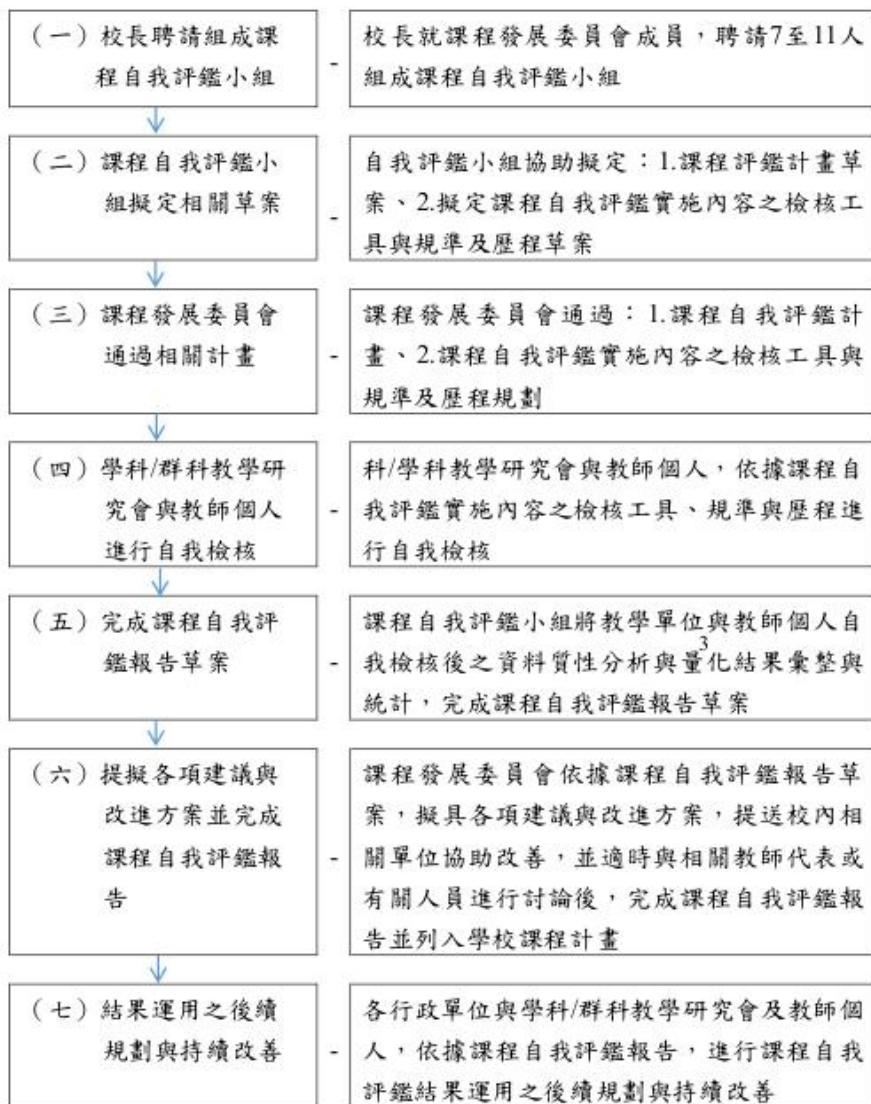 （一）校長聘請組成課
程自我評鑑小組
-
校長就課程發展委員會成員，聘請7至11人
組成課程自我評鑑小組
（二）課程自我評鑑小
組擬定相關草案
-
自我評鑑小組協助擬定：1.課程評鑑計畫草
案、2.擬定課程自我評鑑實施內容之檢核工
具與規準及歷程草案
（三）課程發展委員會
通過相關計畫
-
課程發展委員會通過：1.課程自我評鑑計
畫、2.課程自我評鑑實施內容之檢核工具與
規準及歷程規劃
（四）學科/群科教學研
究會與教師個人
進行自我檢核
-
科/學科教學研究會與教師個人，依據課程自
我評鑑實施內容之檢核工具、規準與歷程進
行自我檢核
（五）完成課程自我評
鑑報告草案
-
課程自我評鑑小組將教學單位與教師個人自
3
我檢核後之資料質性分析與量化結果彙整與
統計，完成課程自我評鑑報告草案
（六）提擬各項建議與
改進方案並完成
課程自我評鑑報
告
-
課程發展委員會依據課程自我評鑑報告草
案，擬具各項建議與改進方案，提送校內相
關單位協助改善，並適時與相關教師代表或
有關人員進行討論後，完成課程自我評鑑報
告並列入學校課程計畫
（七）結果運用之後續
規劃與持續改善
-
各行政單位與學科/群科教學研究會及教師個
人，依據課程自我評鑑報告，進行課程自我
評鑑結果運用之後續規劃與持續改善